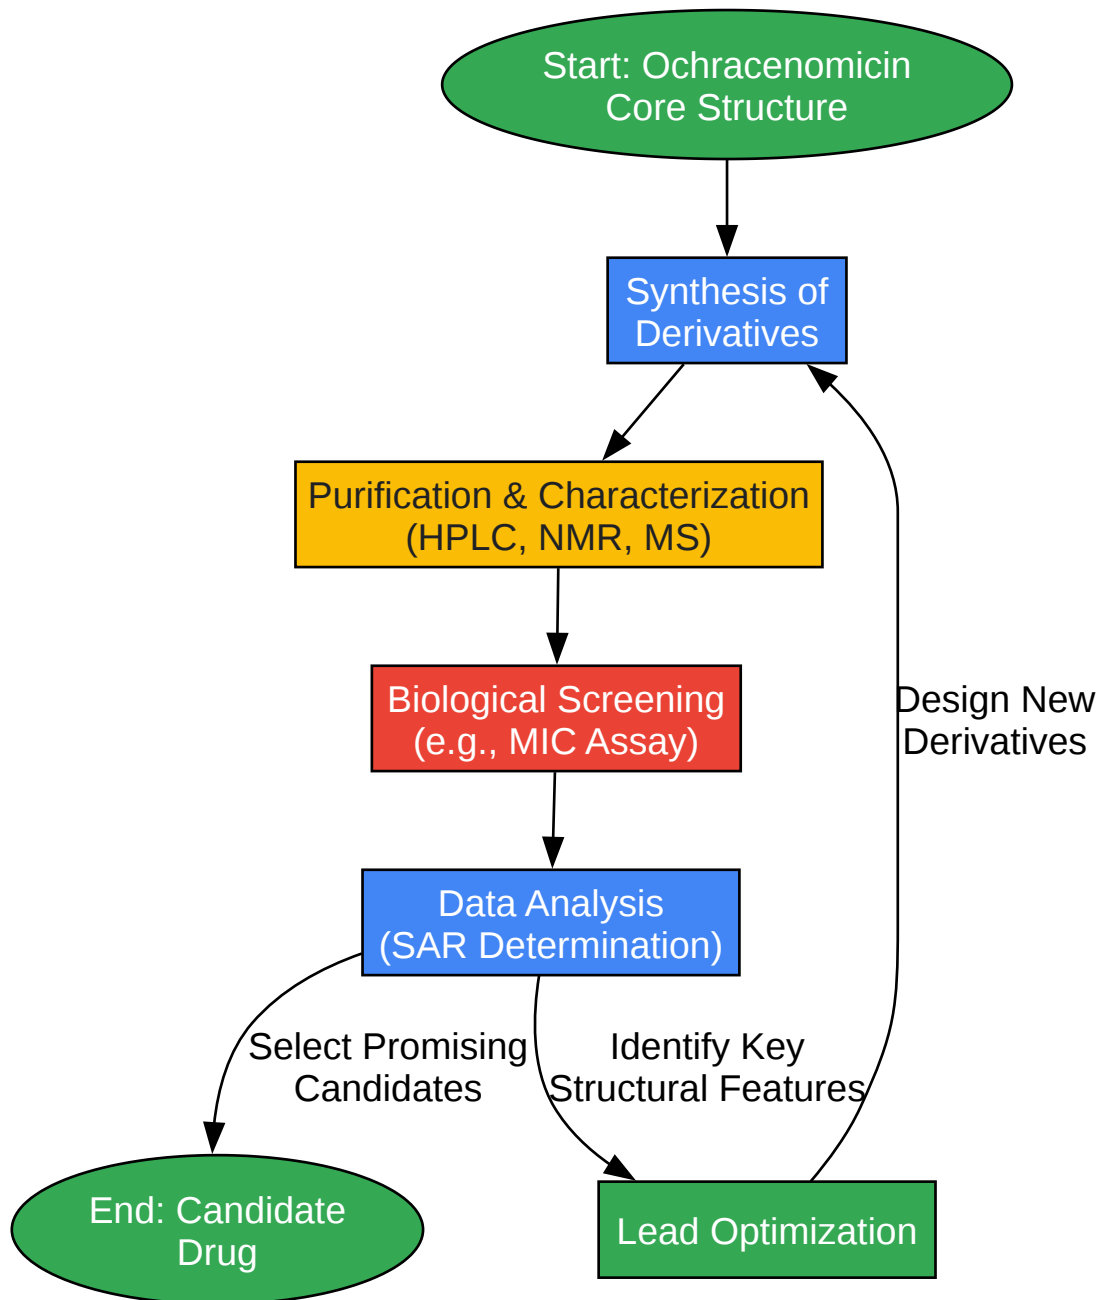 Start: Ochracenomicin
Core Structure
Synthesis of
Derivatives
Purification & Characterization
(HPLC, NMR, MS)
Biological Screening
(e.g., MIC Assay)
Design New
Derivatives
Data Analysis
(SAR Determination)
Select Promising
Candidates
Identify Key
Structural Features
End: Candidate
Drug
Lead Optimization